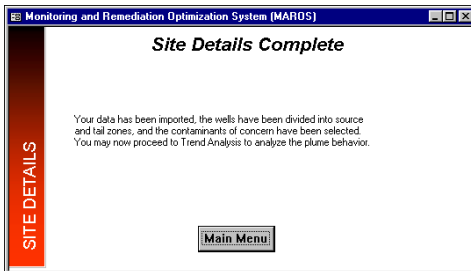 Monitoring and Remediation Optimization System (MAROS)
Site Details Complete
Your data has been imported, the wells have been divided into source
and tail zones, and the contaminants of concern have been selected.
You may now proceed to Trend Analysis to analyze the plume behavior.
SITE DETAILS
Main Menu